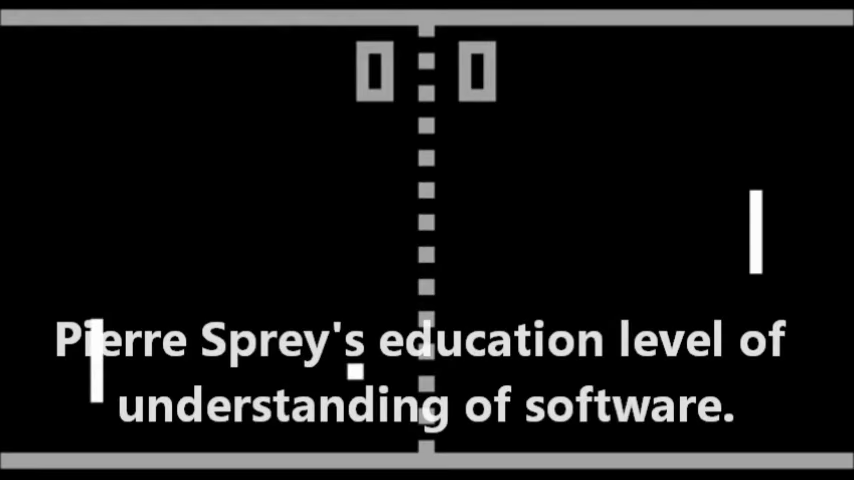 0 0
Pierre Sprey's education level of
understanding of software.